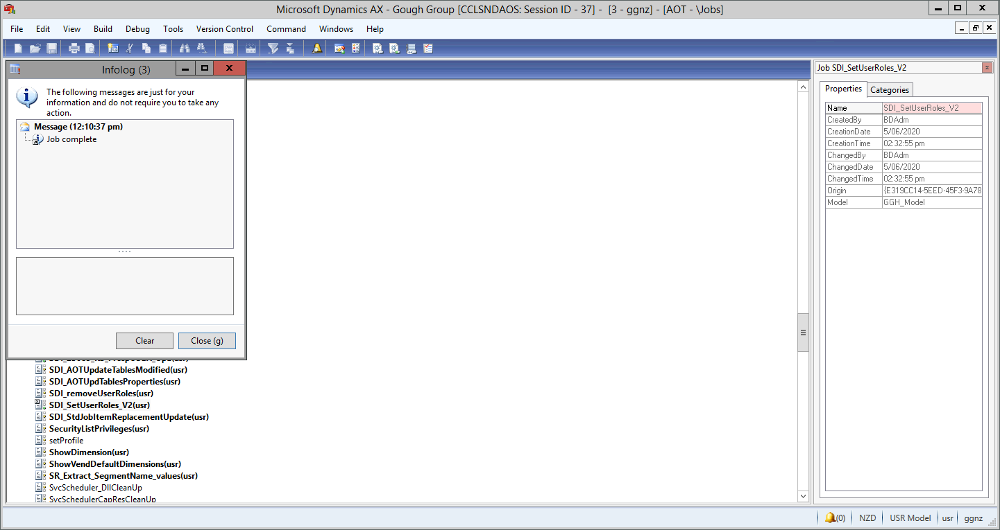 Microsoft Dynamics AX - Gough Group [CCLSNDAOS: Session ID - 37] - [3 - ggnz] - [AOT - \Jobs]
File Edit View Build Debug Tools Version Control Command Windows Help
Infolog (3)
The following messages are just for your
information and do not require you to take any
action.
Message (12:10:37 pm)
Job complete
Clear Close (g)
SDI_AOTUpdateTablesModified(usr)
SDI_AOTUpdTablesProperties(usr)
SDI_removeUserRoles(usr)
SDI_SetUserRoles_V2(usr)
SDI_StdJobItemReplacementUpdate(usr)
SecurityListPrivileges(usr)
setProfile
ShowDimension(usr)
ShowVendDefaultDimensions(usr)
SR_Extract_SegmentName_values(usr)
SvcScheduler_DllCleanUp
SvcSchedulerCapResCleanUp
Job SDI_SetUserRoles_V2
Properties Categories
Name SDI_SetUserRoles_V2
CreatedBy BDAdm
CreationDate 5/06/2020
CreationTime 02:32:55 pm
ChangedBy BDAdm
ChangedDate 5/06/2020
ChangedTime 02:32:55 pm
Origin {E319CC14-5EED-45F3-9A78
Model GGH_Model
(0) NZD USR Model usr ggnz